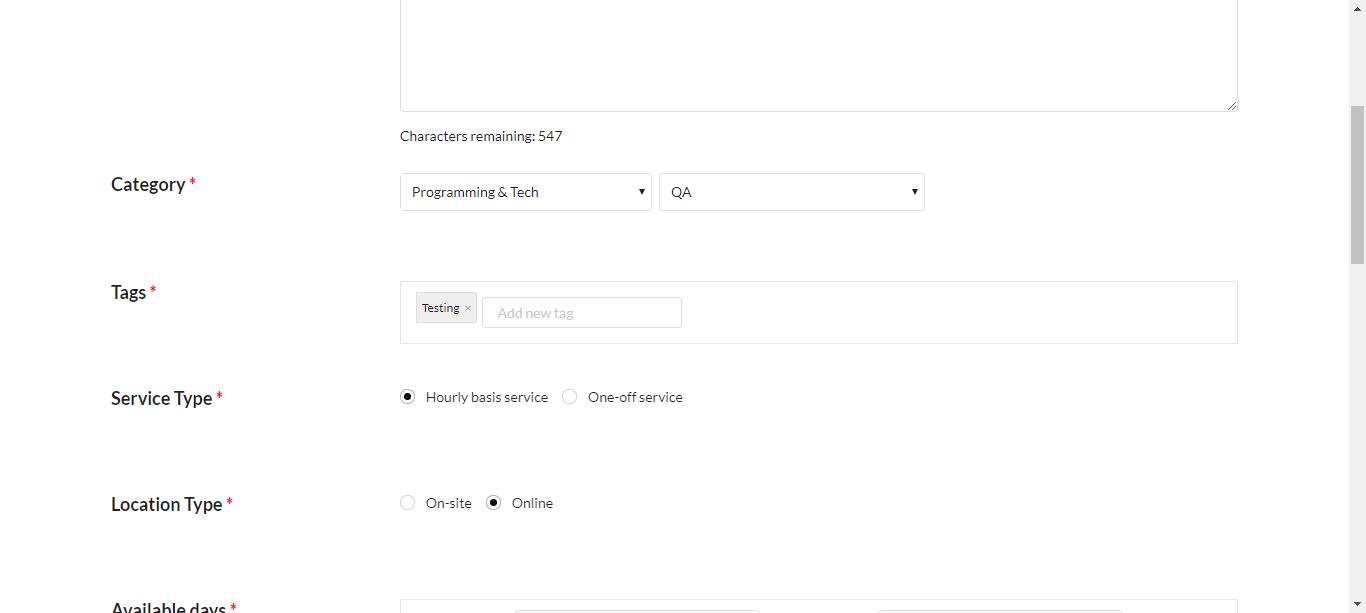 Characters remaining: 547
Category *
Programming & Tech
QA
Tags *
Testing ×
Add new tag
Service Type *
Hourly basis service
One-off service
Location Type *
On-site
Online
Available days *